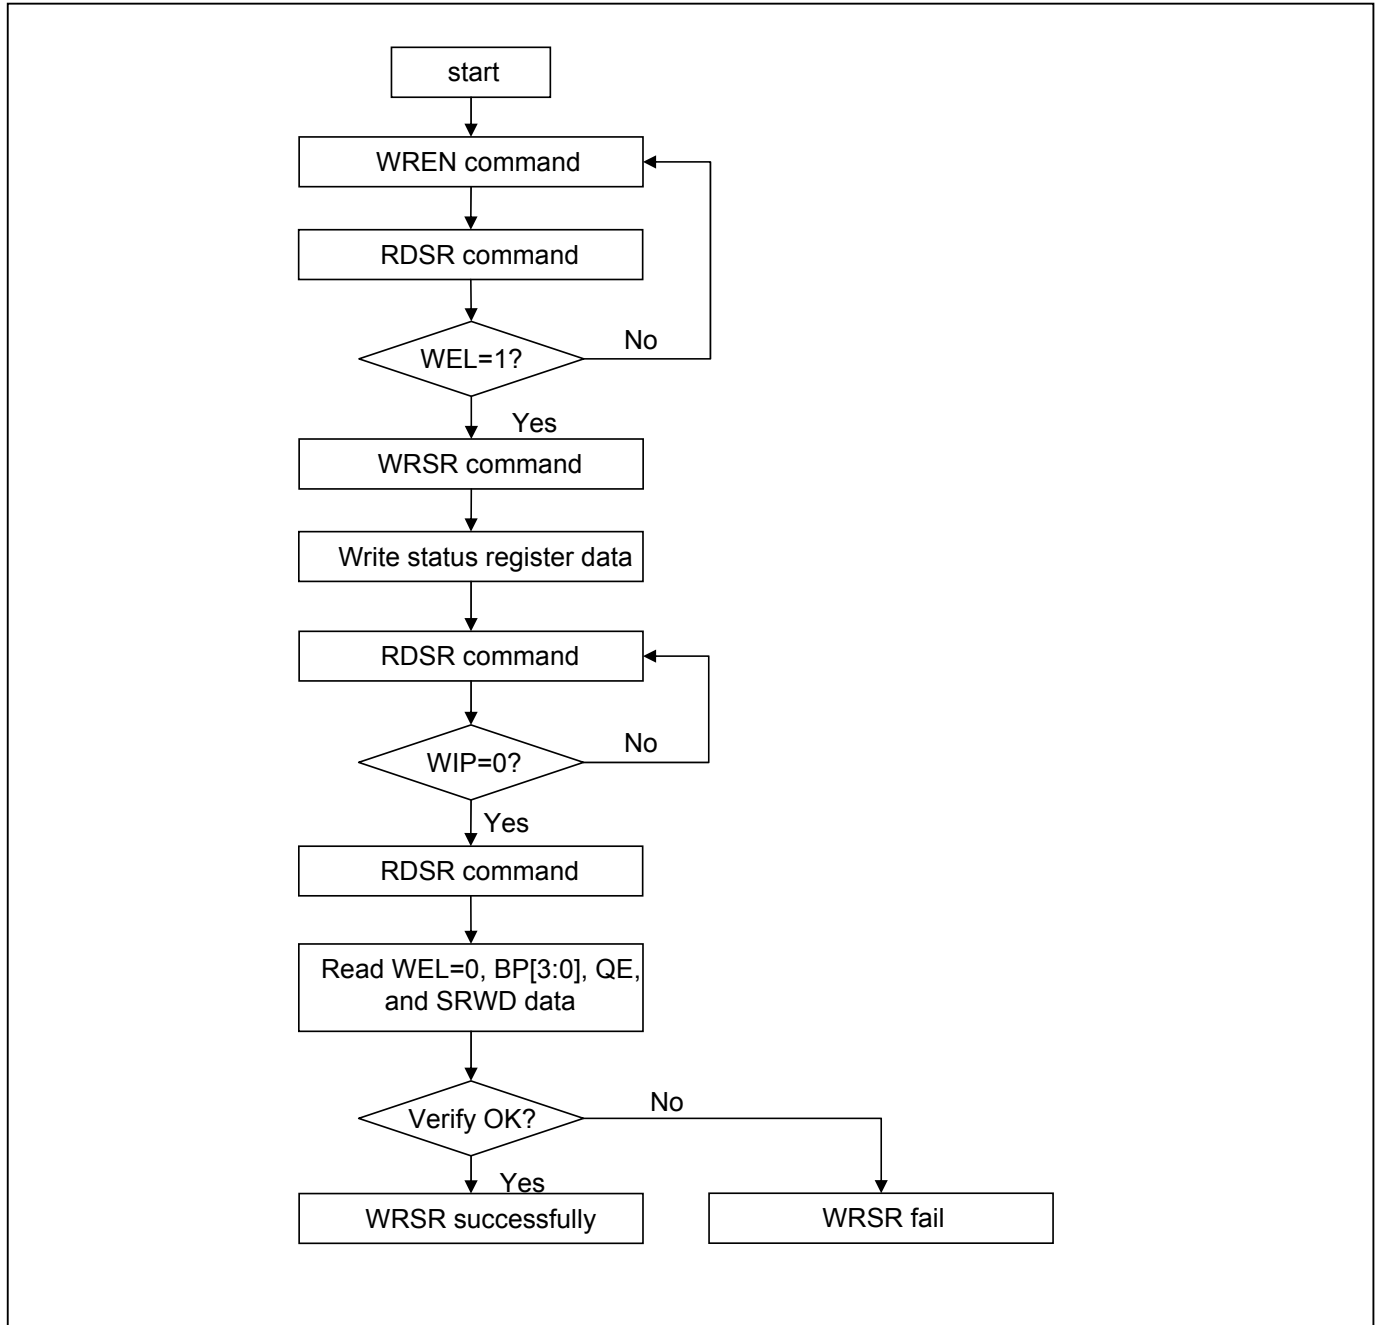 start
WREN command
RDSR command
WEL=1?
No
Yes
WRSR command
Write status register data
RDSR command
WIP=0?
No
Yes
RDSR command
Read WEL=0, BP[3:0], QE,
and SRWD data
Verify OK?
No
Yes
WRSR successfully
WRSR fail